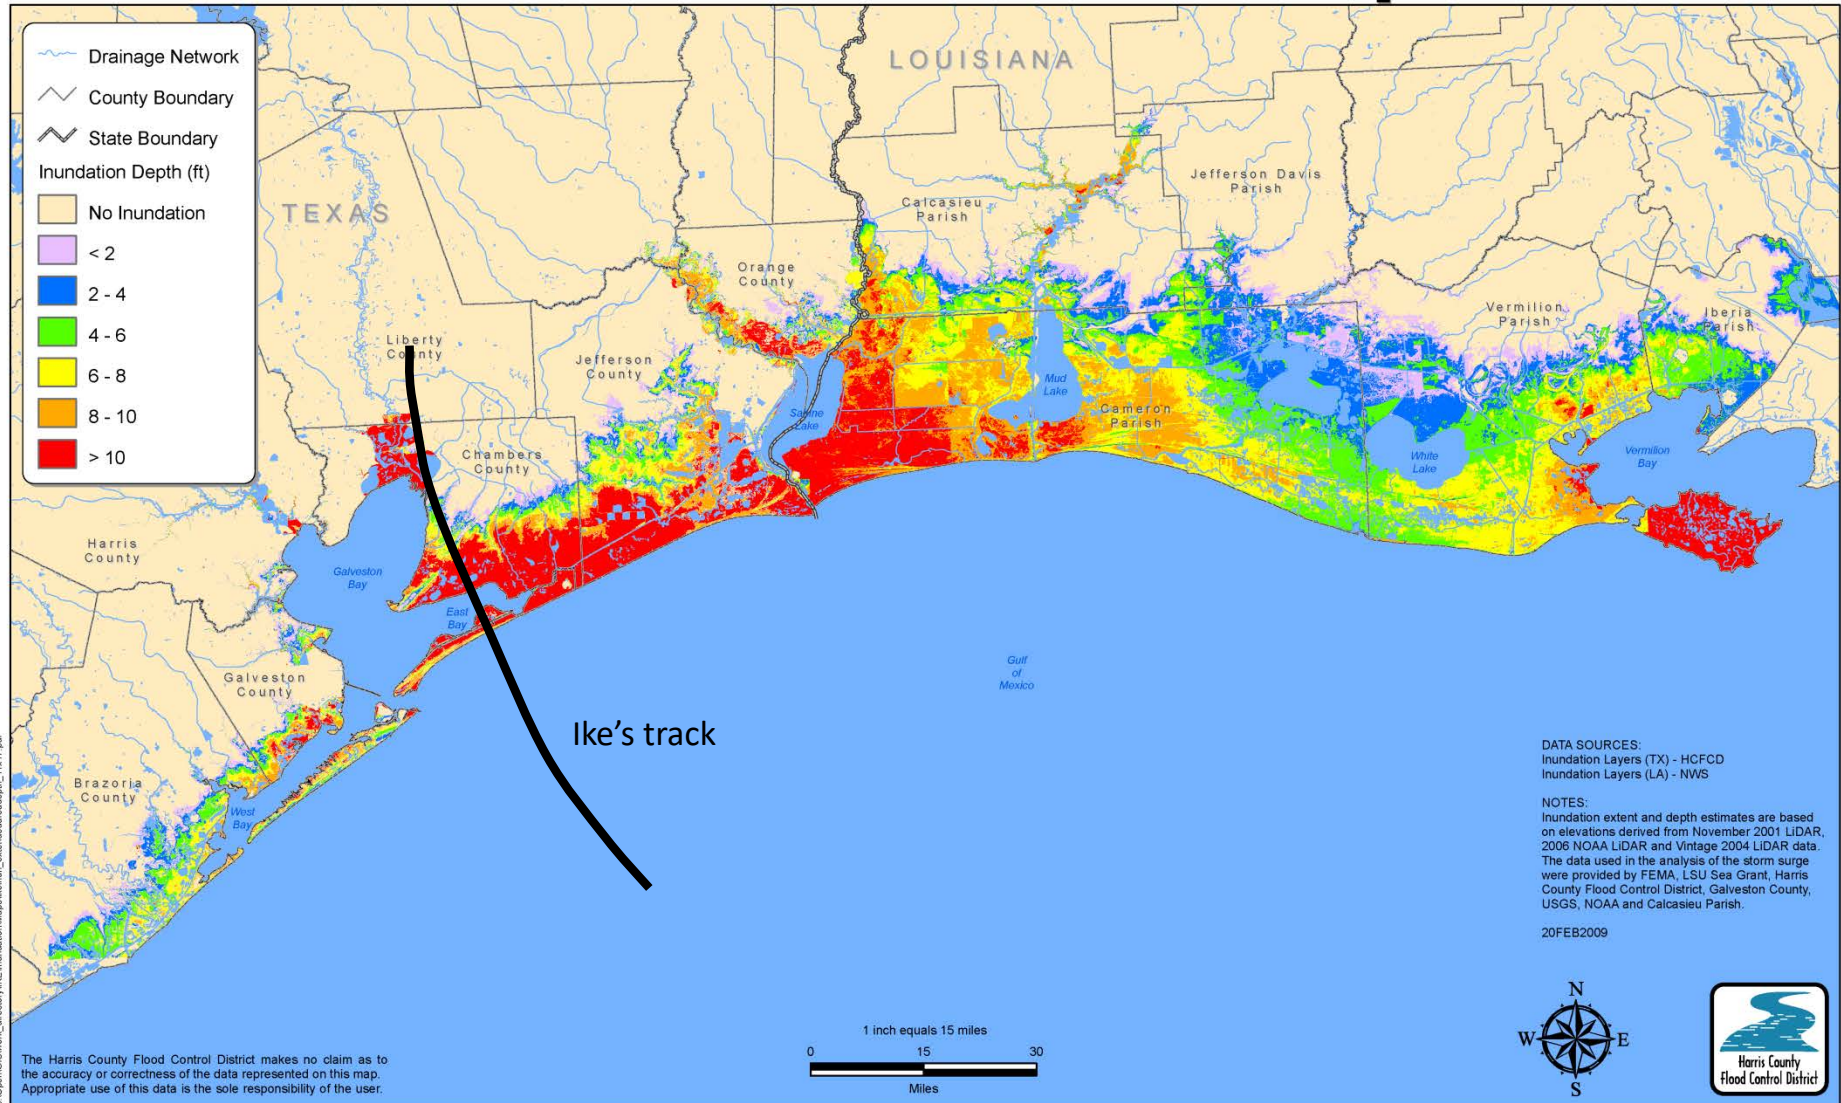 Drainage Network
County Boundary
State Boundary
Inundation Depth (ft)
No Inundation
< 2
2 - 4
4 - 6
6 - 8
8 - 10
> 10
LOUISIANA
TEXAS
Jefferson Davis
Parish
Calcasieu
Parish
Orange
County
Vermilion
Parish
Iberia
Parish
Liberty
County
Jefferson
County
Mud
Lake
Sabine
Lake
Cameron
Parish
Chambers
County
White
Lake
Vermilion
Bay
Harris
County
Galveston
Bay
East
Bay
Gulf
of
Mexico
Galveston
County
Ike's track
Brazoria
County
West
Bay
DATA SOURCES:
Inundation Layers (TX) - HCFCD
Inundation Layers (LA) - NWS
NOTES:
Inundation extent and depth estimates are based
on elevations derived from November 2001 LiDAR,
2006 NOAA LiDAR and Vintage 2004 LiDAR data.
The data used in the analysis of the storm surge
were provided by FEMA, LSU Sea Grant, Harris
County Flood Control District, Galveston County,
USGS, NOAA and Calcasieu Parish.
20FEB2009
1 inch equals 15 miles
0 15 30
Miles
N
W E
S
Harris County
Flood Control District
The Harris County Flood Control District makes no claim as to
the accuracy or correctness of the data represented on this map.
Appropriate use of this data is the sole responsibility of the user.